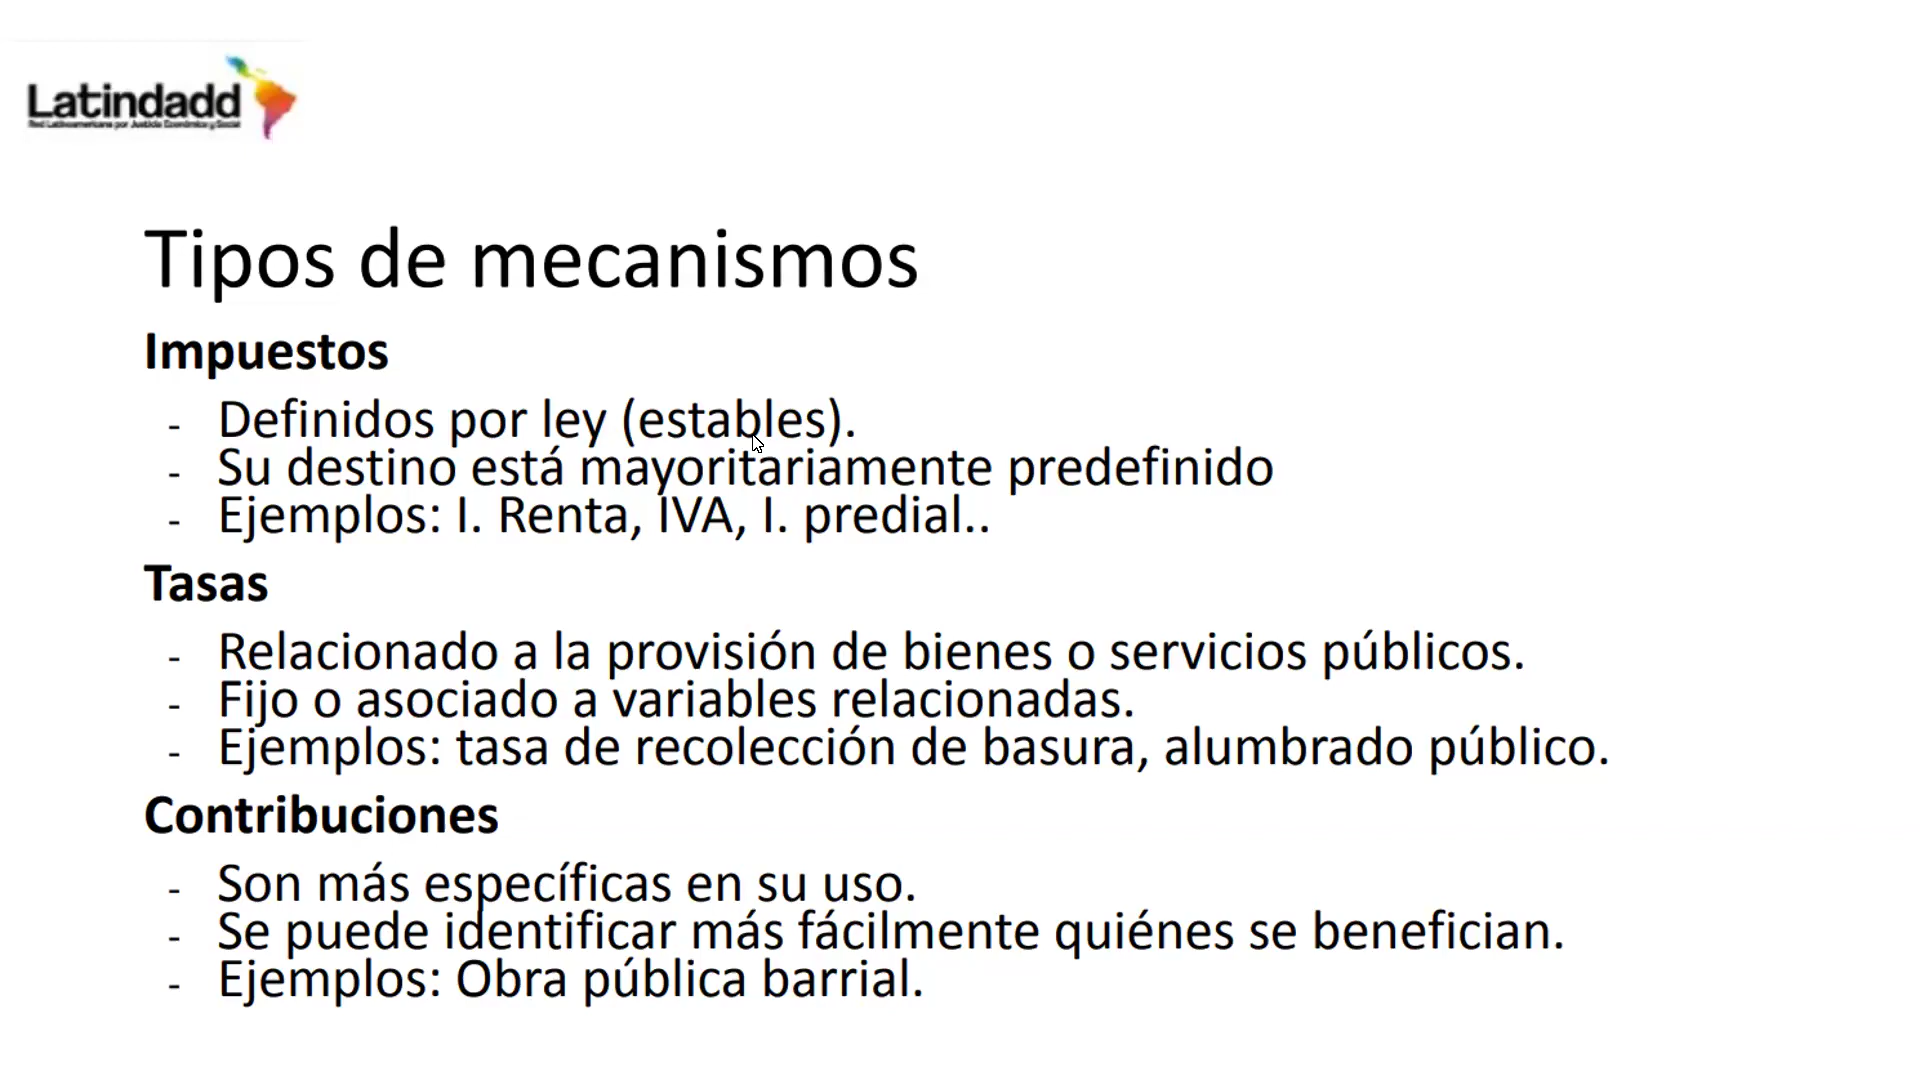 Latindadd
Red Latinoamericana por Justicia Económica y Social
Tipos de mecanismos
Impuestos
- Definidos por ley (estables).
- Su destino está mayoritariamente predefinido
- Ejemplos: I. Renta, IVA, I. predial..
Tasas
- Relacionado a la provisión de bienes o servicios públicos.
- Fijo o asociado a variables relacionadas.
- Ejemplos: tasa de recolección de basura, alumbrado público.
Contribuciones
- Son más específicas en su uso.
- Se puede identificar más fácilmente quiénes se benefician.
- Ejemplos: Obra pública barrial.